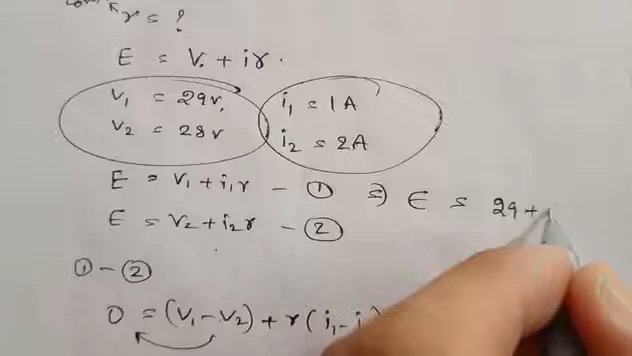 r = ?
E = V + ir.
V1 = 29v,
V2 = 28v
i1 = 1A
i2 = 2A
E = V1 + i1r - ① ⇒ E = 29 +
E = V2 + i2r - ②
① - ②
0 = (V1 - V2) + r(i1 - i